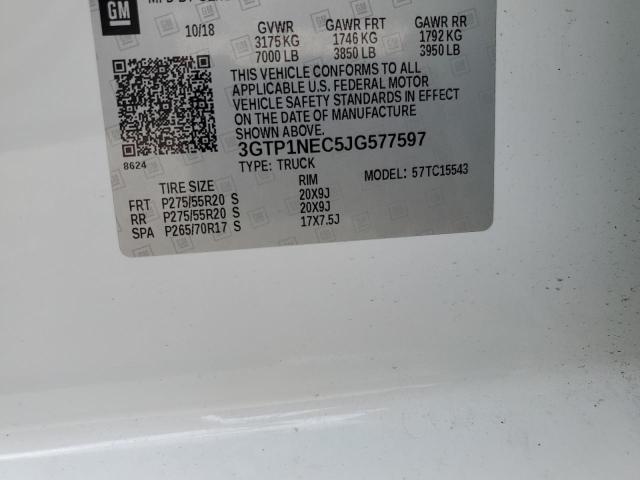 GM
10/18
GVWR GAWR FRT GAWR RR
3175 KG 1746 KG 1792 KG
7000 LB 3850 LB 3950 LB
THIS VEHICLE CONFORMS TO ALL
APPLICABLE U.S. FEDERAL MOTOR
VEHICLE SAFETY STANDARDS IN EFFECT
ON THE DATE OF MANUFACTURE
SHOWN ABOVE.
3GTP1NEC5JG577597
8624
TYPE: TRUCK MODEL: 57TC15543
TIRE SIZE RIM
FRT P275/55R20 S 20X9J
RR P275/55R20 S 20X9J
SPA P265/70R17 S 17X7.5J